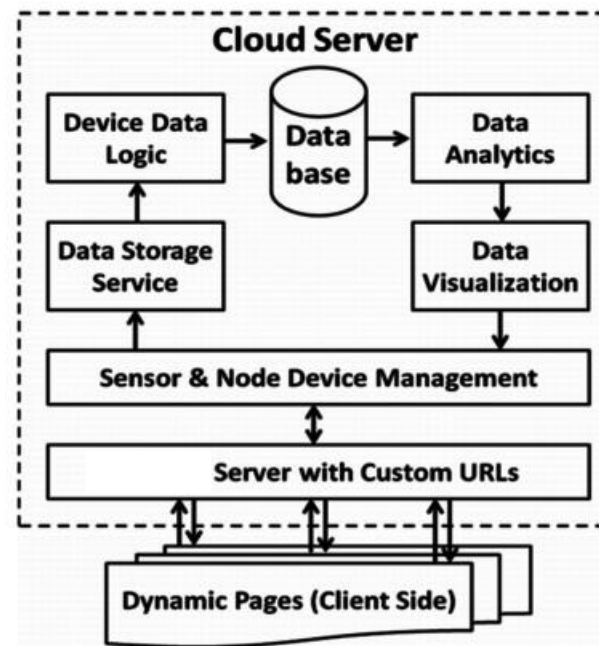 Cloud Server
Device Data
Logic
Data
base
Data
Analytics
Data Storage
Service
Data
Visualization
Sensor & Node Device Management
Server with Custom URLs
Dynamic Pages (Client Side)